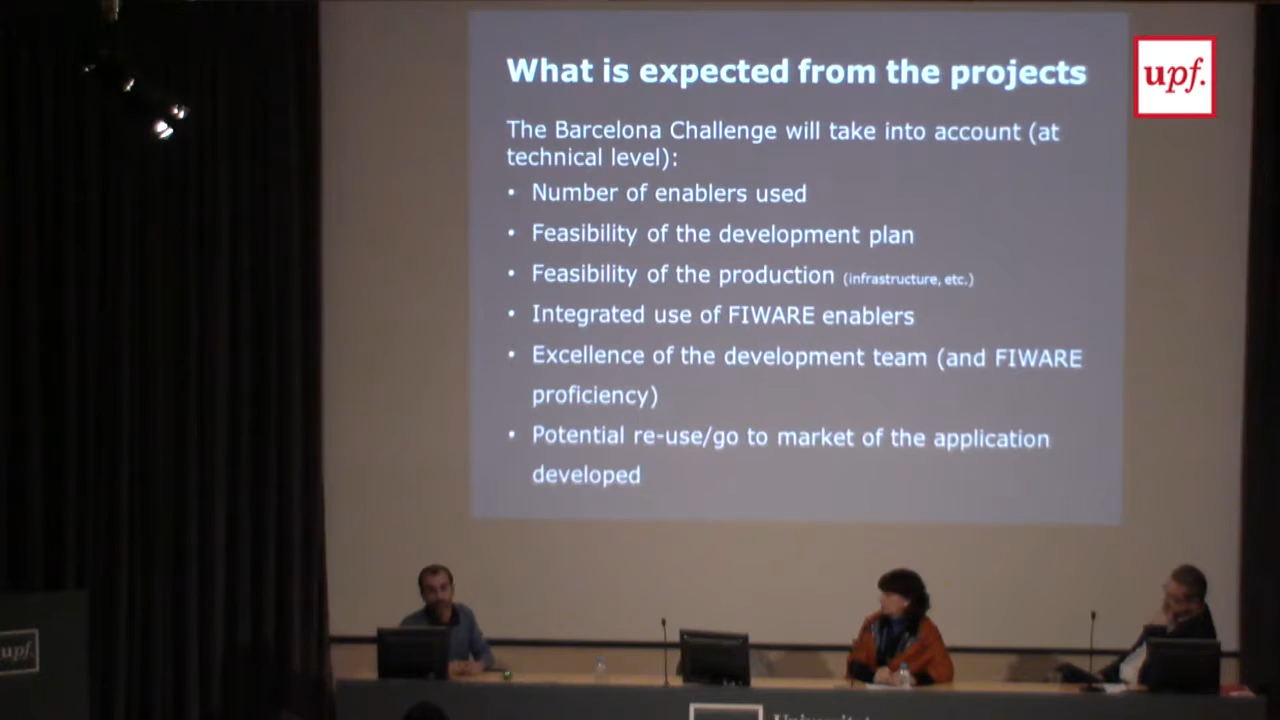 What is expected from the projects
upf.
The Barcelona Challenge will take into account (at
technical level):
• Number of enablers used
• Feasibility of the development plan
• Feasibility of the production (infrastructure, etc.)
• Integrated use of FIWARE enablers
• Excellence of the development team (and FIWARE
proficiency)
• Potential re-use/go to market of the application
developed
upf.